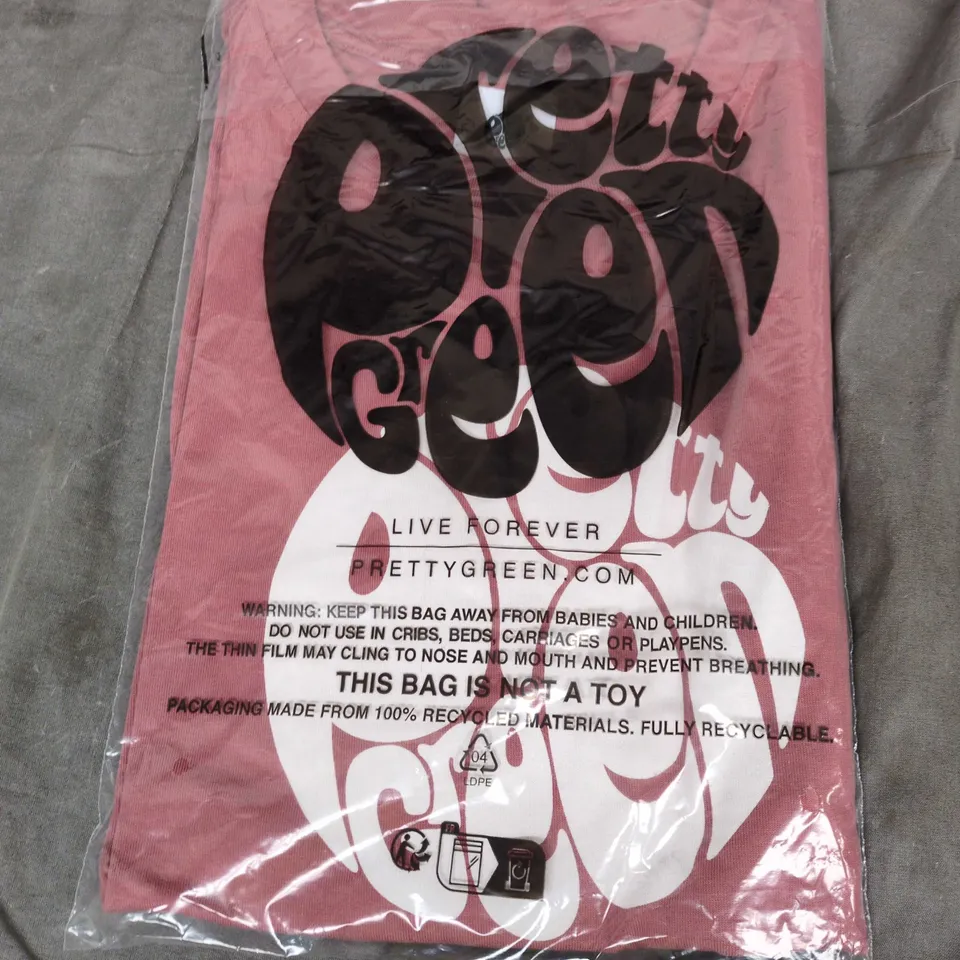 Pretty
Green
Pretty
Green
LIVE FOREVER
PRETTYGREEN.COM
WARNING: KEEP THIS BAG AWAY FROM BABIES AND CHILDREN.
DO NOT USE IN CRIBS, BEDS, CARRIAGES OR PLAYPENS.
THE THIN FILM MAY CLING TO NOSE AND MOUTH AND PREVENT BREATHING.
THIS BAG IS NOT A TOY
PACKAGING MADE FROM 100% RECYCLED MATERIALS. FULLY RECYCLABLE.
04
LDPE